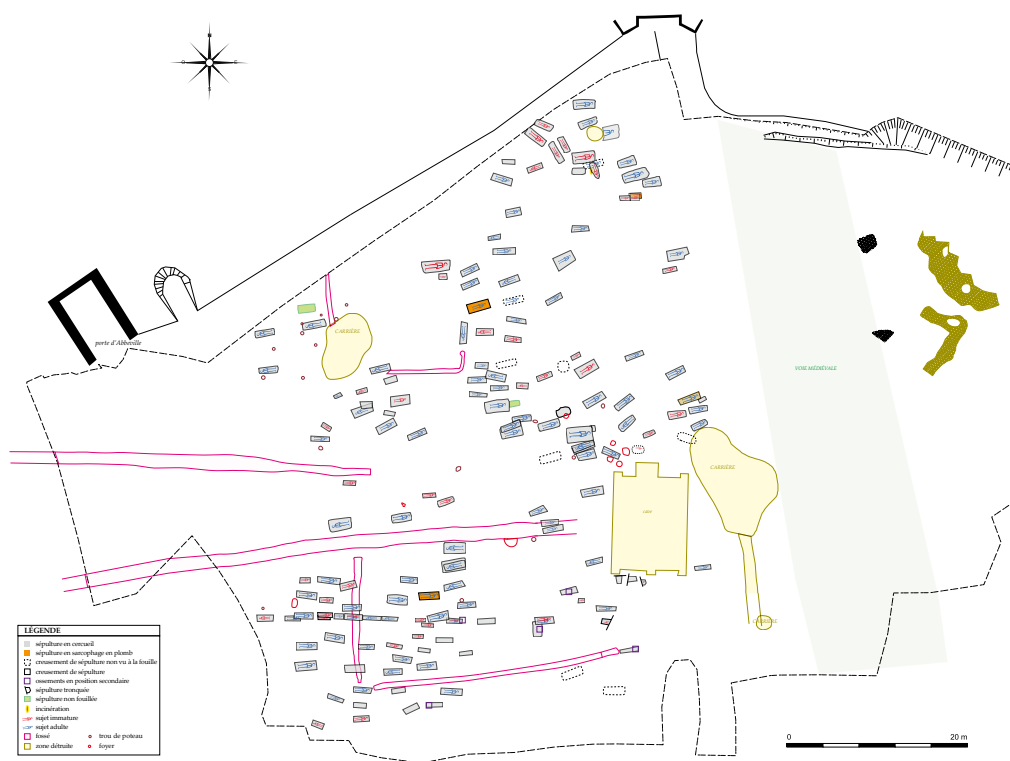 N
O
E
S
porte d'Abbeville
CARRIÈRE
VOIE MÉDIÉVALE
CARRIÈRE
CARRIÈRE
LÉGENDE
sépulture en cercueil
sépulture en sarcophage en plomb
creusement de sépulture non vu à la fouille
creusement de sépulture
ossements en position secondaire
sépulture tronquée
sépulture non fouillée
incinération
sujet immature
sujet adulte
fossé
trou de poteau
zone détruite
foyer
0
20 m